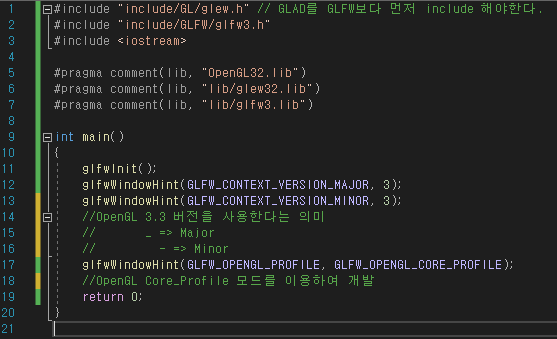 1 #include "include/GL/glew.h" // GLAD를 GLFW보다 먼저 include 해야한다.
2 #include "include/GLFW/glfw3.h"
3 #include <iostream>
4
5 #pragma comment(lib, "OpenGL32.lib")
6 #pragma comment(lib, "lib/glew32.lib")
7 #pragma comment(lib, "lib/glfw3.lib")
8
9 int main()
10 {
11 glfwInit();
12 glfwWindowHint(GLFW_CONTEXT_VERSION_MAJOR, 3);
13 glfwWindowHint(GLFW_CONTEXT_VERSION_MINOR, 3);
14 //OpenGL 3.3 버전을 사용한다는 의미
15 // _ => Major
16 // - => Minor
17 glfwWindowHint(GLFW_OPENGL_PROFILE, GLFW_OPENGL_CORE_PROFILE);
18 //OpenGL Core_Profile 모드를 이용하여 개발
19 return 0;
20 }
21